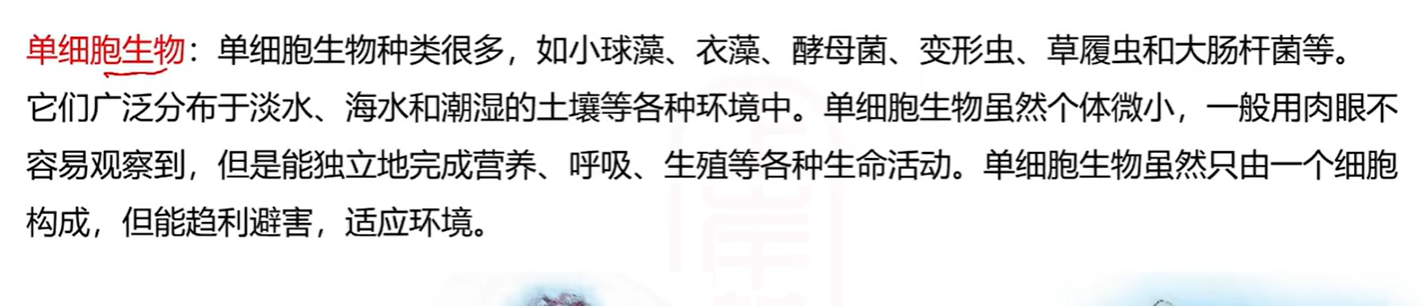 单细胞生物：单细胞生物种类很多，如小球藻、衣藻、酵母菌、变形虫、草履虫和大肠杆菌等。
它们广泛分布于淡水、海水和潮湿的土壤等各种环境中。单细胞生物虽然个体微小，一般用肉眼不
容易观察到，但是能独立地完成营养、呼吸、生殖等各种生命活动。单细胞生物虽然只由一个细胞
构成，但能趋利避害，适应环境。